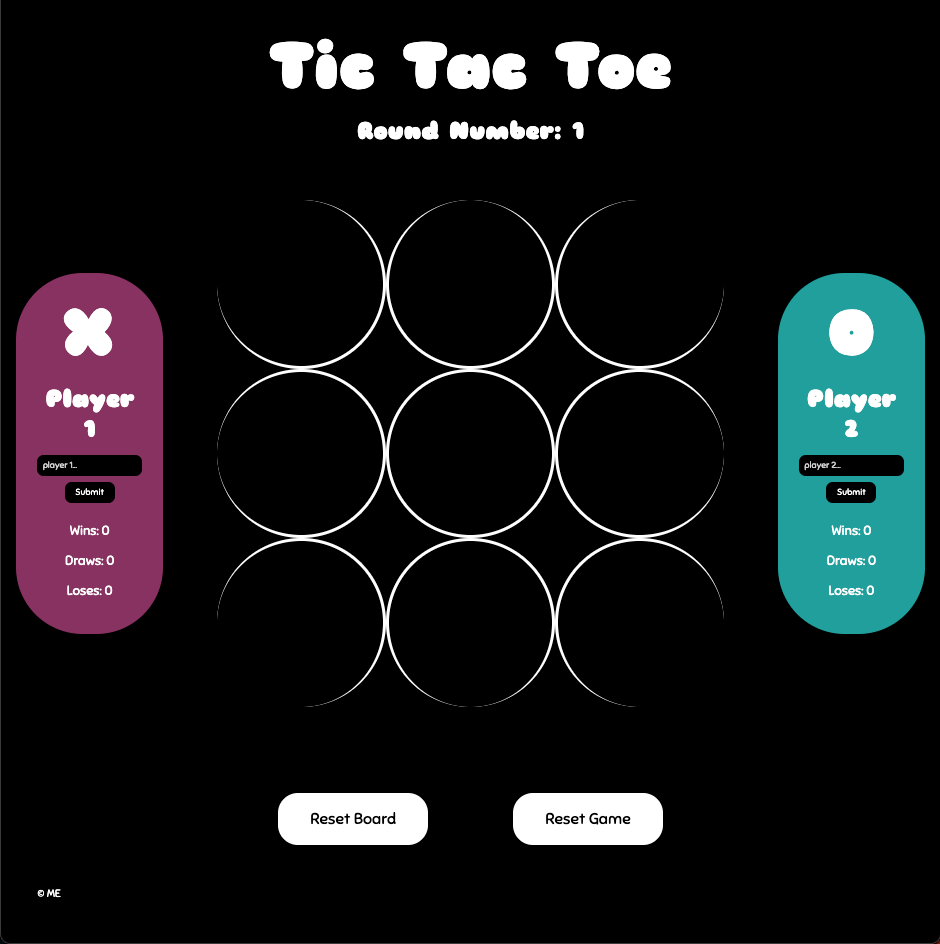 Tic Tac Toe
Round Number: 1
X
Player
1
player 1...
Submit
Wins: 0
Draws: 0
Loses: 0
O
Player
2
player 2...
Submit
Wins: 0
Draws: 0
Loses: 0
Reset Board
Reset Game
© ME